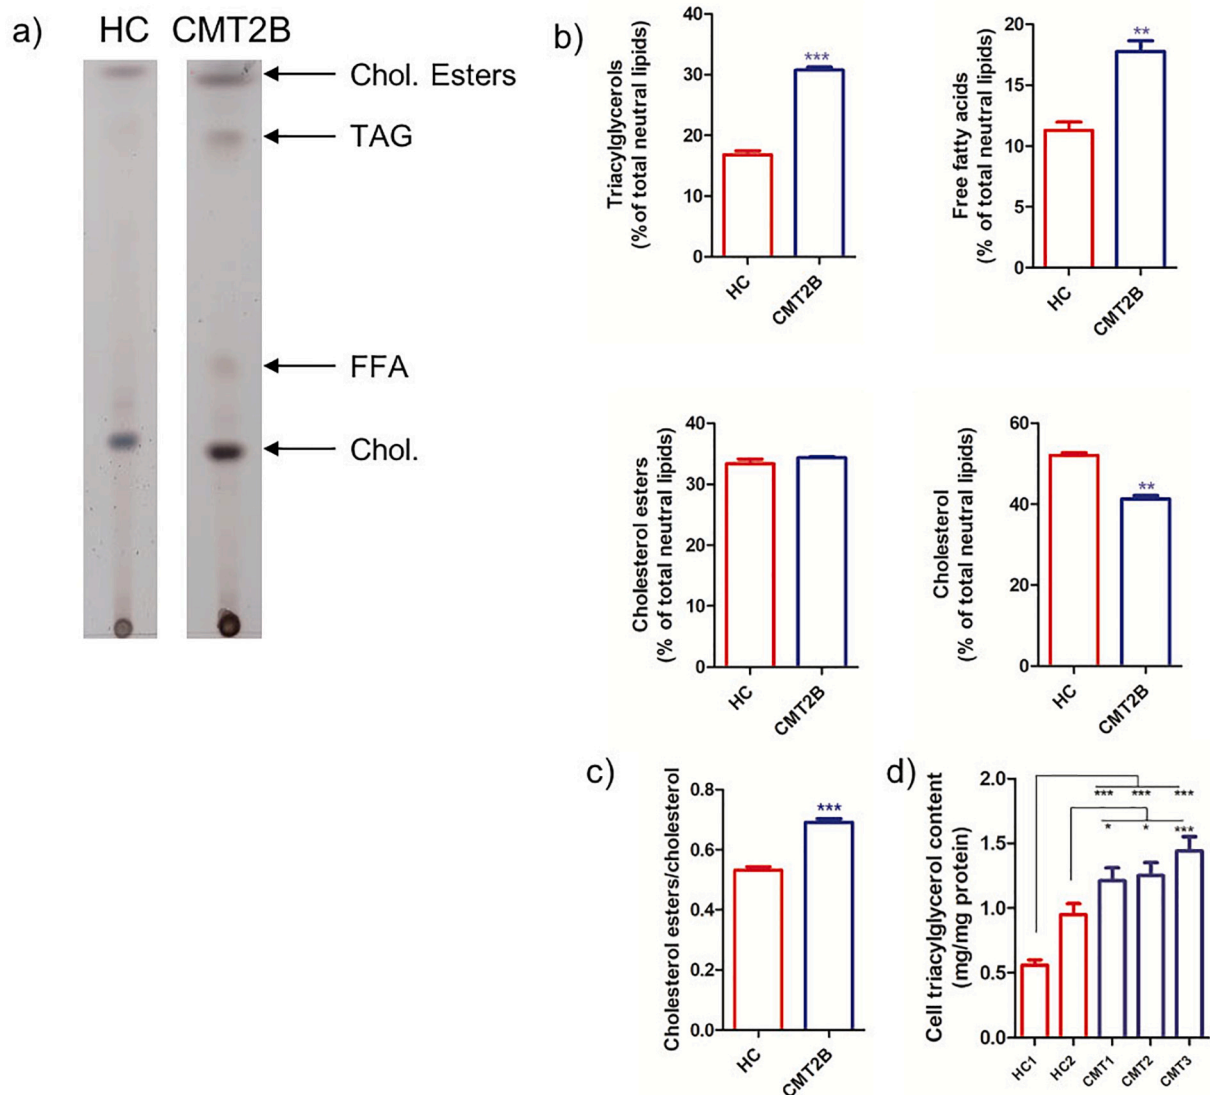 a)
HC CMT2B
Chol. Esters
TAG
FFA
Chol.
b)
Triacylglycerols
(% of total neutral lipids)
40
30
20
10
0
***
HC
CMT2B
Free fatty acids
(% of total neutral lipids)
20
15
10
5
0
**
HC
CMT2B
Cholesterol esters
(% of total neutral lipids)
40
30
20
10
0
HC
CMT2B
Cholesterol
(% of total neutral lipids)
60
40
20
0
**
HC
CMT2B
c)
Cholesterol esters/cholesterol
0.8
0.6
0.4
0.2
0.0
***
HC
CMT2B
d)
Cell triacylglycerol content
(mg/mg protein)
2.0
1.5
1.0
0.5
0.0
*** *** ***
* * ***
HC1
HC2
CMT1
CMT2
CMT3